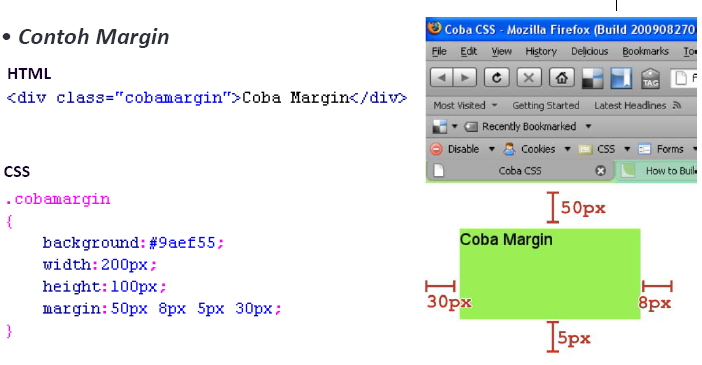 • Contoh Margin
HTML
<div class="cobamargin">Coba Margin</div>
CSS
.cobamargin
{
background:#9aef55;
width:200px;
height:100px;
margin:50px 8px 5px 30px;
}
Coba CSS - Mozilla Firefox (Build 200908270
File Edit View History Delicious Bookmarks
TAG
Most Visited Getting Started Latest Headlines
Recently Bookmarked
Disable Cookies CSS Forms
Coba CSS How to
50px
Coba Margin
30px 8px
5px